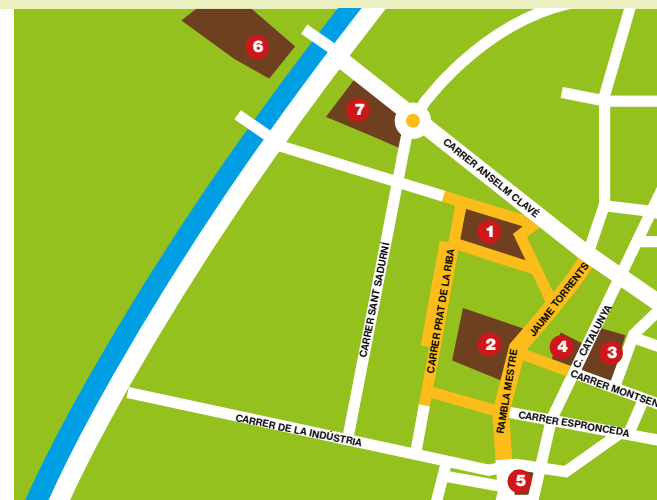 6
7
CARRER ANSELM CLAVÉ
1
CARRER SANT SADURNÍ
CARRER PRAT DE LA RIBA
JAUME TORRENTS
2
4
3
C. CATALUNYA
RAMBLA MESTRE
CARRER MONTSEN
CARRER DE LA INDÚSTRIA
CARRER ESPRONCEDA
5